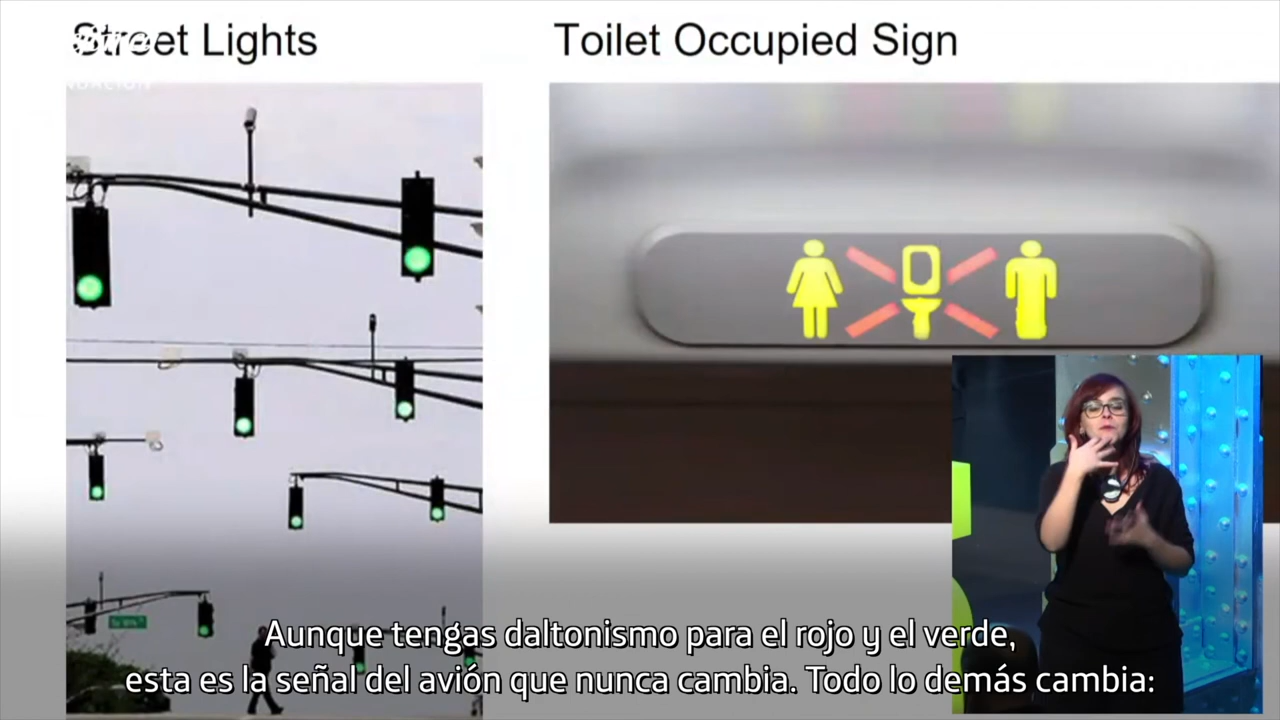 Street Lights
Toilet Occupied Sign
Aunque tengas daltonismo para el rojo y el verde,
esta es la señal del avión que nunca cambia. Todo lo demás cambia: